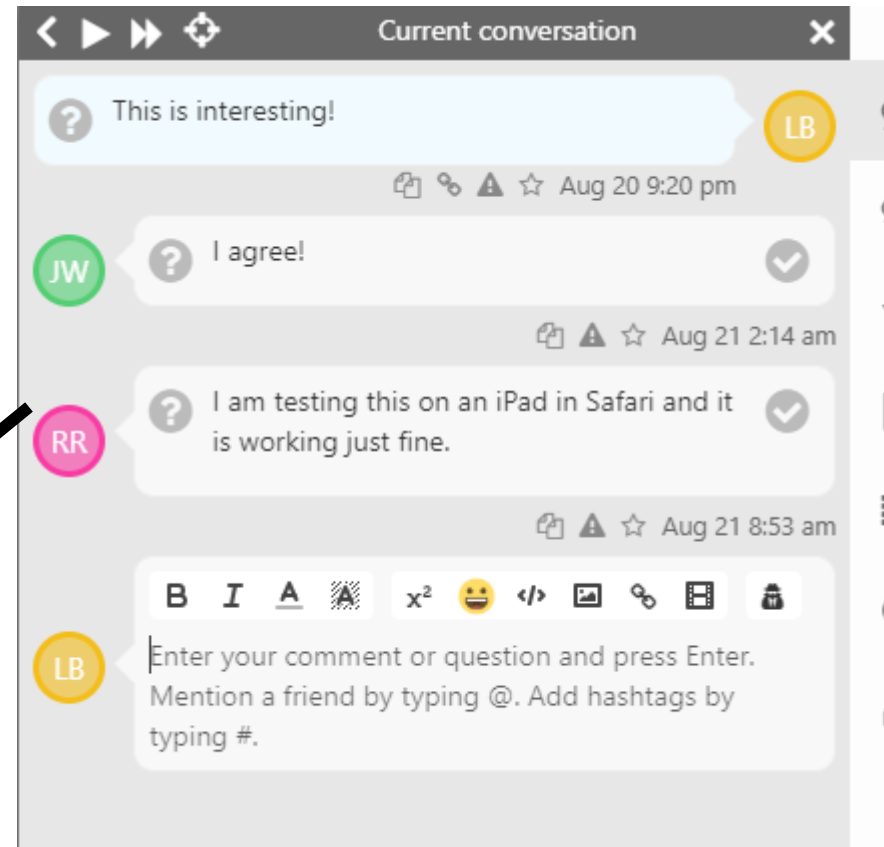 Current conversation
This is interesting!
LB
Aug 20 9:20 pm
JW
I agree!
Aug 21 2:14 am
RR
I am testing this on an iPad in Safari and it
is working just fine.
Aug 21 8:53 am
B I A A x² </>
LB
Enter your comment or question and press Enter.
Mention a friend by typing @. Add hashtags by
typing #.